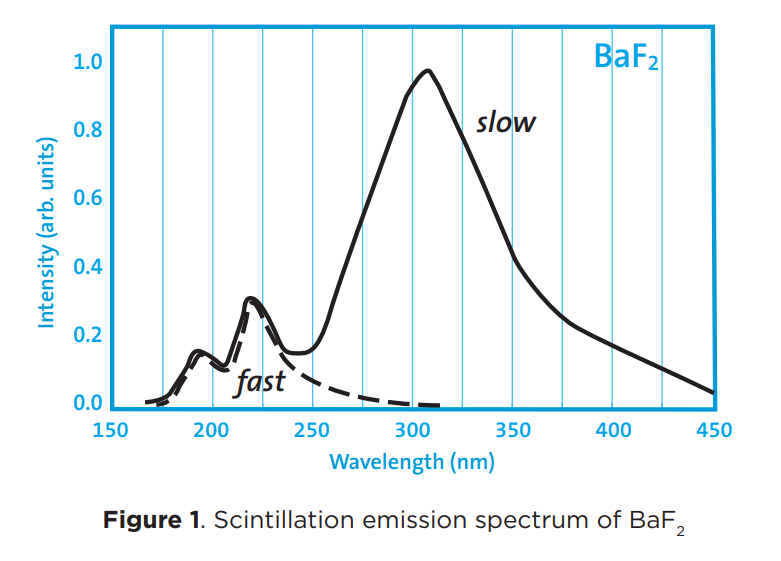 BaF₂
1.0
0.8
0.6
0.4
0.2
0.0
Intensity (arb. units)
slow
fast
150 200 250 300 350 400 450
Wavelength (nm)
Figure 1. Scintillation emission spectrum of BaF₂